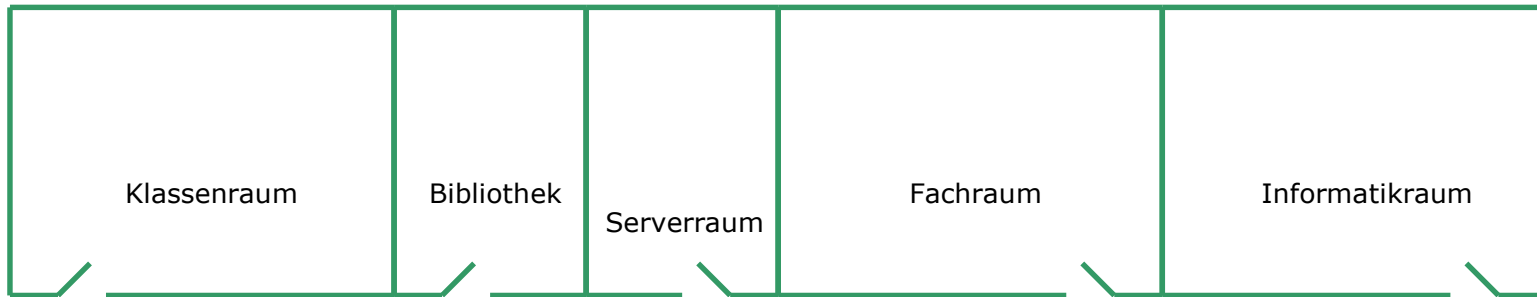 Klassenraum
Bibliothek
Serverraum
Fachraum
Informatikraum